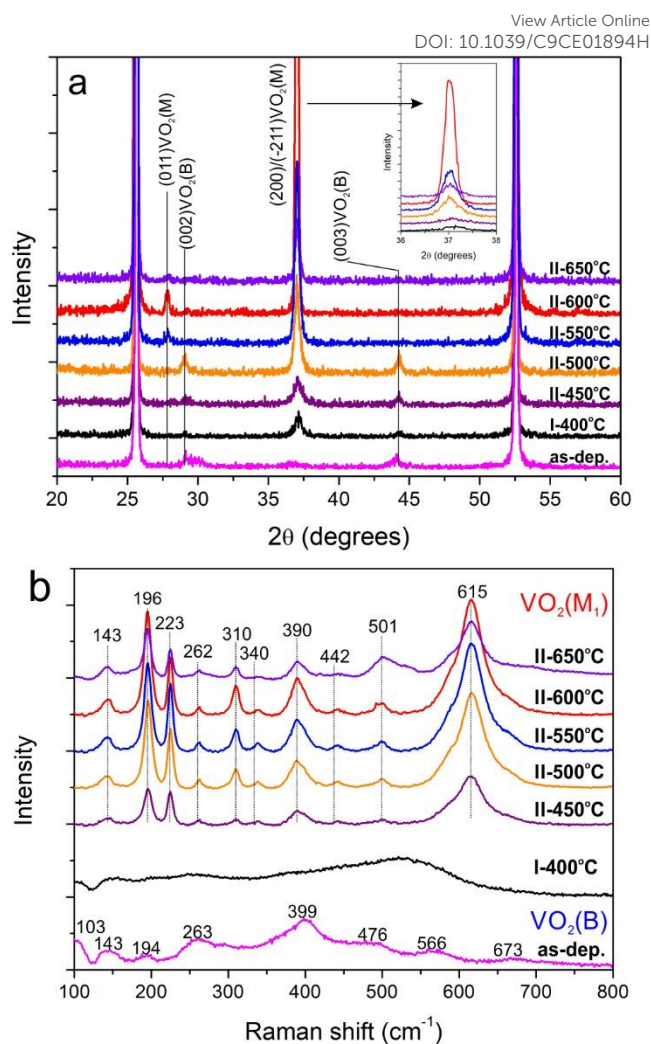 View Article Online
DOI: 10.1039/C9CE01894H
a
(011)VO₂(M)
(002)VO₂(B)
(200)/(-211)VO₂(M)
(003)VO₂(B)
Intensity
36 37 38
2θ (degrees)
II-650°C
II-600°C
II-550°C
II-500°C
II-450°C
I-400°C
as-dep.
Intensity
20 25 30 35 40 45 50 55 60
2θ (degrees)
b
196
615
VO₂(M₁)
143 223 262 310 340 390 442 501
II-650°C
II-600°C
II-550°C
II-500°C
II-450°C
I-400°C
VO₂(B)
103 143 194 263 399 476 566 673
as-dep.
Intensity
100 200 300 400 500 600 700 800
Raman shift (cm⁻¹)